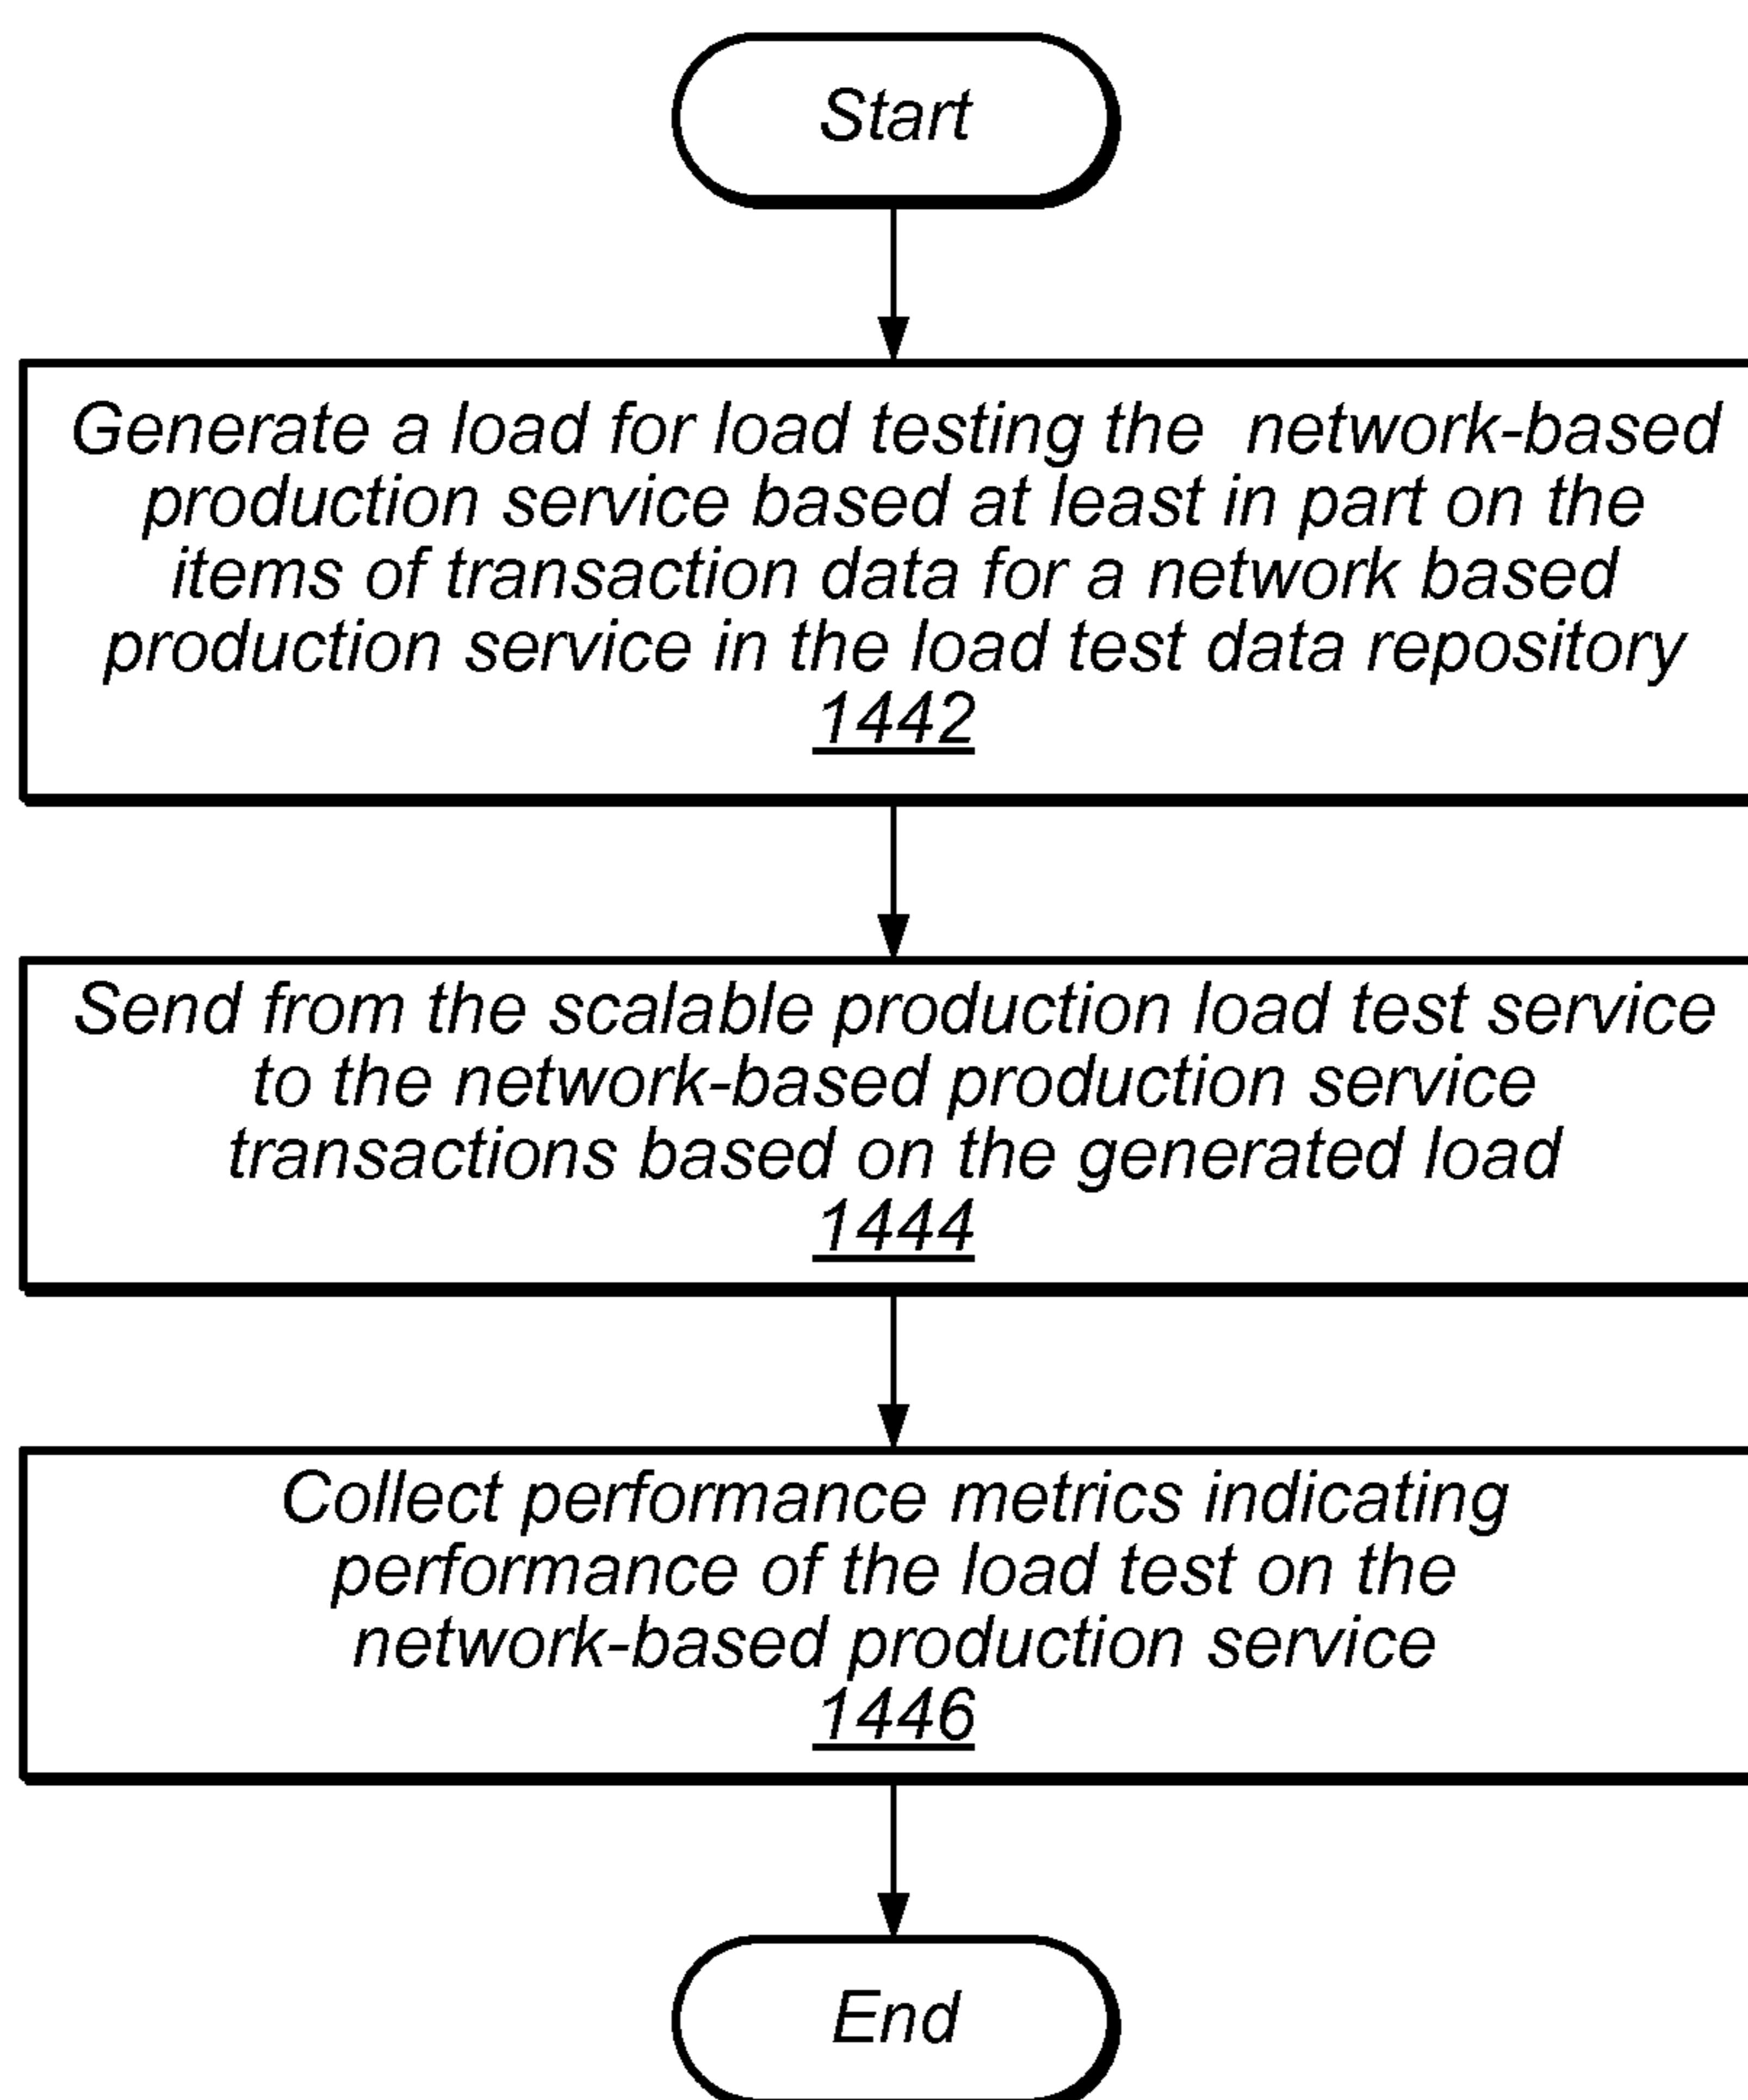 Start
Generate a load for load testing the network-based
production service based at least in part on the
items of transaction data for a network based
production service in the load test data repository
1442
Send from the scalable production load test service
to the network-based production service
transactions based on the generated load
1444
Collect performance metrics indicating
performance of the load test on the
network-based production service
1446
End